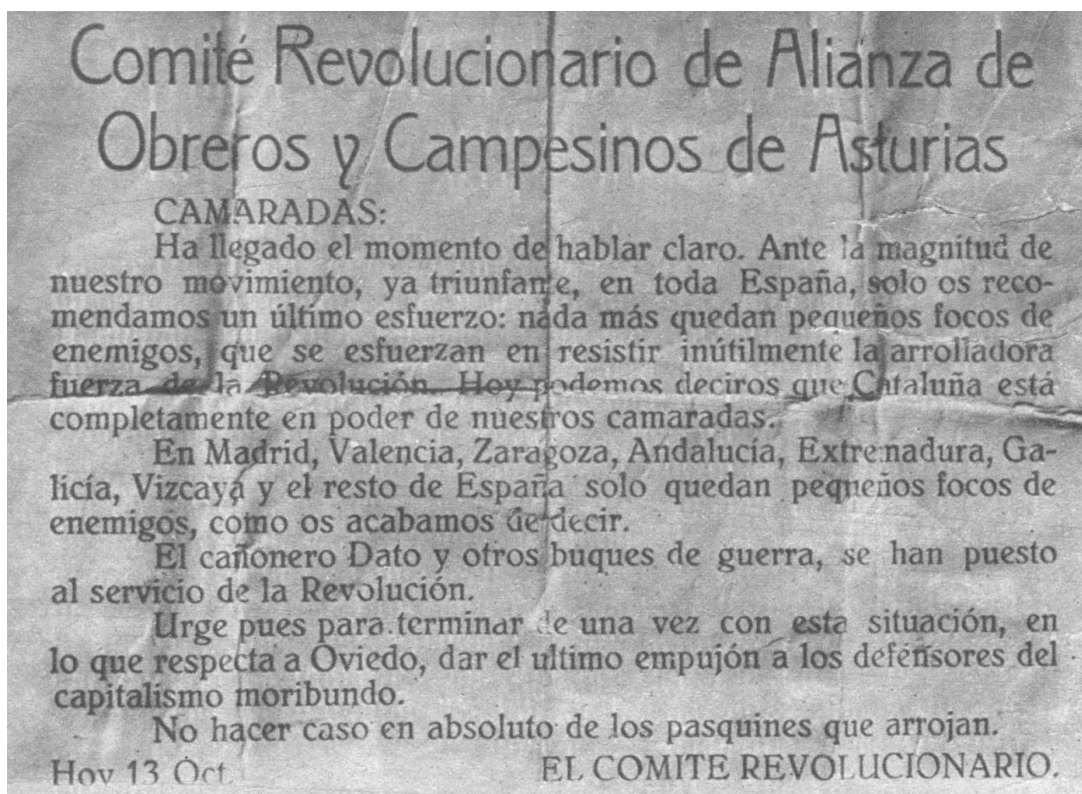 Comité Revolucionario de Alianza de
Obreros y Campesinos de Asturias
CAMARADAS:
Ha llegado el momento de hablar claro. Ante la magnitud de
nuestro movimiento, ya triunfante, en toda España, solo os reco-
mendamos un último esfuerzo: nada más quedan pequeños focos de
enemigos, que se esfuerzan en resistir inútilmente la arrolladora
fuerza de la Revolución. Hoy podemos deciros que Cataluña está
completamente en poder de nuestros camaradas.
En Madrid, Valencia, Zaragoza, Andalucía, Extremadura, Ga-
licía, Vizcaya y el resto de España solo quedan pequeños focos de
enemigos, como os acabamos de decir.
El cañonero Dato y otros buques de guerra, se han puesto
al servicio de la Revolución.
Urge pues para terminar de una vez con esta situación, en
lo que respecta a Oviedo, dar el ultimo empujón a los defensores del
capitalismo moribundo.
No hacer caso en absoluto de los pasquines que arrojan.
Hoy 13 Oct.
EL COMITE REVOLUCIONARIO.